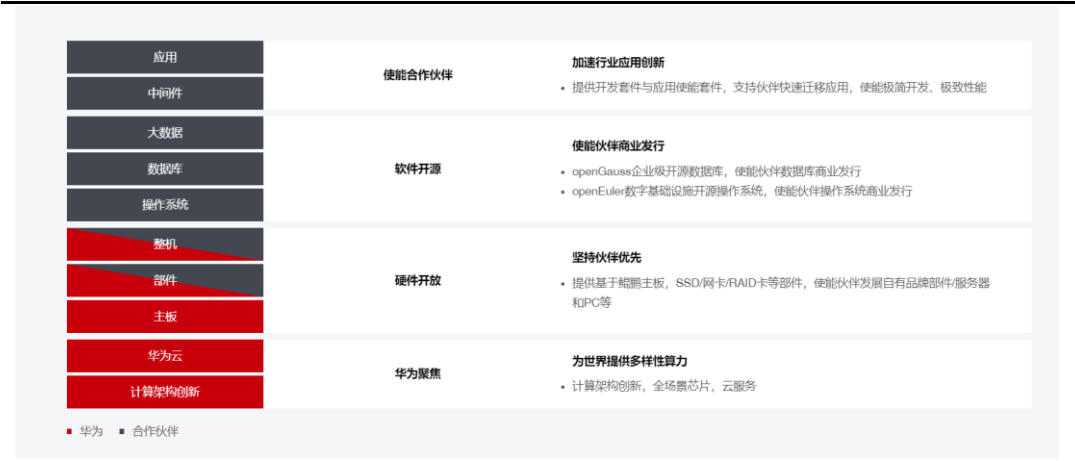 应用
中间件
使能合作伙伴
加速行业应用创新
• 提供开发套件与应用使能套件，支持伙伴快速迁移应用，使能极简开发、极致性能
大数据
数据库
操作系统
软件开源
使能伙伴商业发行
• openGauss企业级开源数据库，使能伙伴数据库商业发行
• openEuler数字基础设施开源操作系统，使能伙伴操作系统商业发行
整机
部件
主板
硬件开放
坚持伙伴优先
• 提供基于鲲鹏主板，SSD/网卡/RAID卡等部件，使能伙伴发展自有品牌部件/服务器
和PC等
华为云
计算架构创新
华为聚焦
为世界提供多样性算力
• 计算架构创新，全场景芯片，云服务
华为 合作伙伴